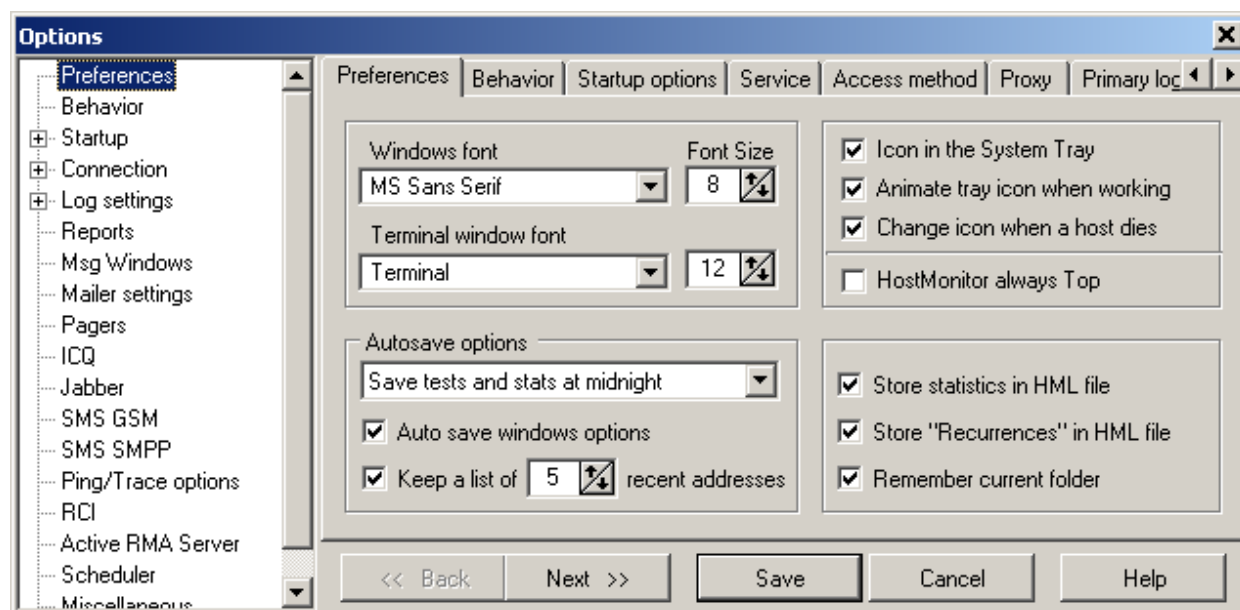 Options
Preferences
Behavior
Startup
Connection
Log settings
Reports
Msg Windows
Mailer settings
Pagers
ICQ
Jabber
SMS GSM
SMS SMPP
Ping/Trace options
RCI
Active RMA Server
Scheduler
Miscellaneous
Preferences Behavior Startup options Service Access method Proxy Primary log
Windows font Font Size
MS Sans Serif 8
Terminal window font
Terminal 12
Icon in the System Tray
Animate tray icon when working
Change icon when a host dies
HostMonitor always Top
Autosave options
Save tests and stats at midnight
Auto save windows options
Keep a list of 5 recent addresses
Store statistics in HML file
Store "Recurrences" in HML file
Remember current folder
<< Back Next >> Save Cancel Help